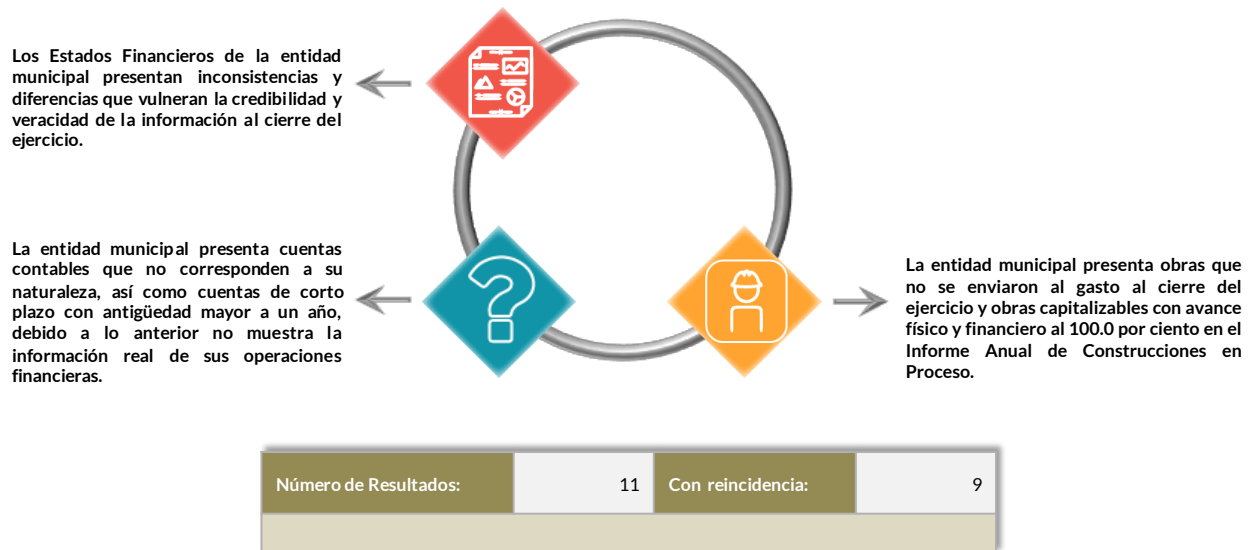 Los Estados Financieros de la entidad
municipal presentan inconsistencias y
diferencias que vulneran la credibilidad y
veracidad de la información al cierre del
ejercicio.
La entidad municipal presenta cuentas
contables que no corresponden a su
naturaleza, así como cuentas de corto
plazo con antigüedad mayor a un año,
debido a lo anterior no muestra la
información real de sus operaciones
financieras.
La entidad municipal presenta obras que
no se enviaron al gasto al cierre del
ejercicio y obras capitalizables con avance
físico y financiero al 100.0 por ciento en el
Informe Anual de Construcciones en
Proceso.
Número de Resultados: 11 Con reincidencia: 9